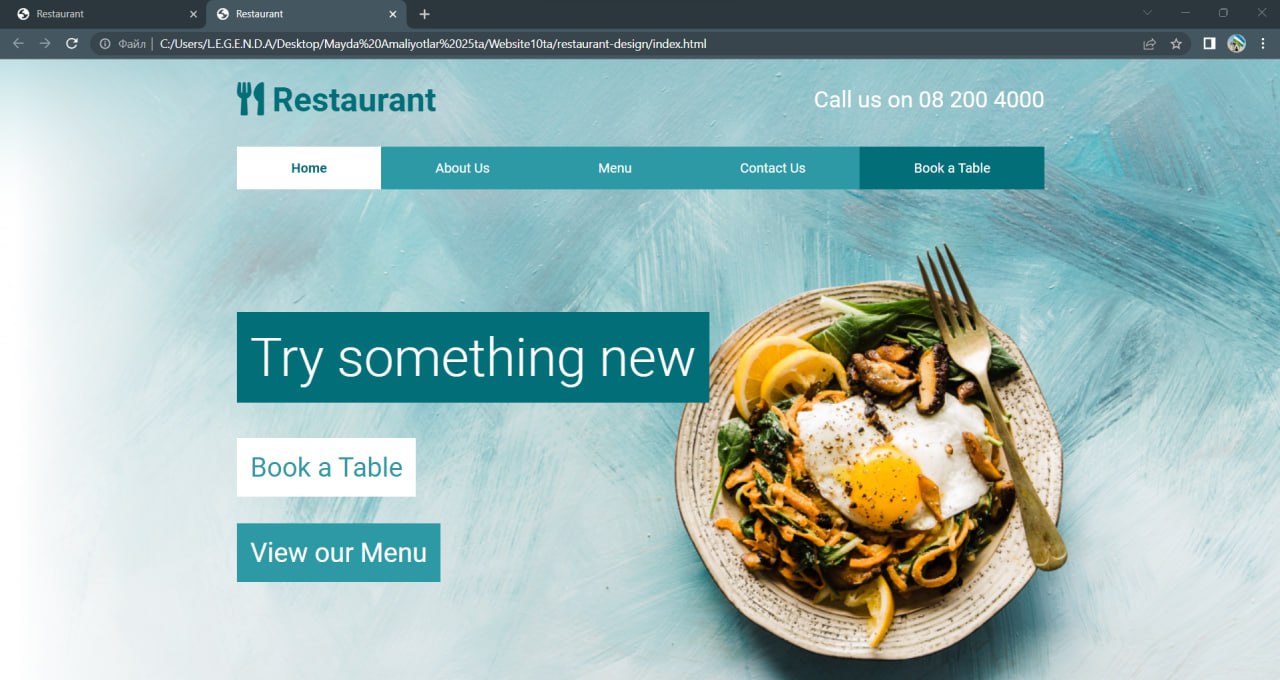 Restaurant
Restaurant
Файл | C:/Users/L.E.G.E.N.D.A/Desktop/Mayda%20Amaliyotlar%2025ta/Website10ta/restaurant-design/index.html
Restaurant
Call us on 08 200 4000
Home
About Us
Menu
Contact Us
Book a Table
Try something new
Book a Table
View our Menu